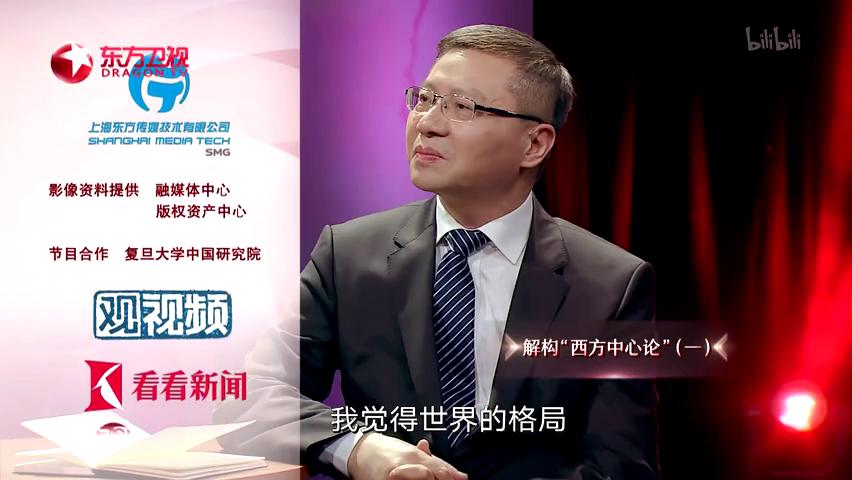 东方卫视
DRAGON TV
bilibili
上海东方传媒技术有限公司
SHANGHAI MEDIA TECH
SMG
影像资料提供 融媒体中心
版权资产中心
节目合作 复旦大学中国研究院
观视频
看看新闻
解构“西方中心论”(一)
我觉得世界的格局